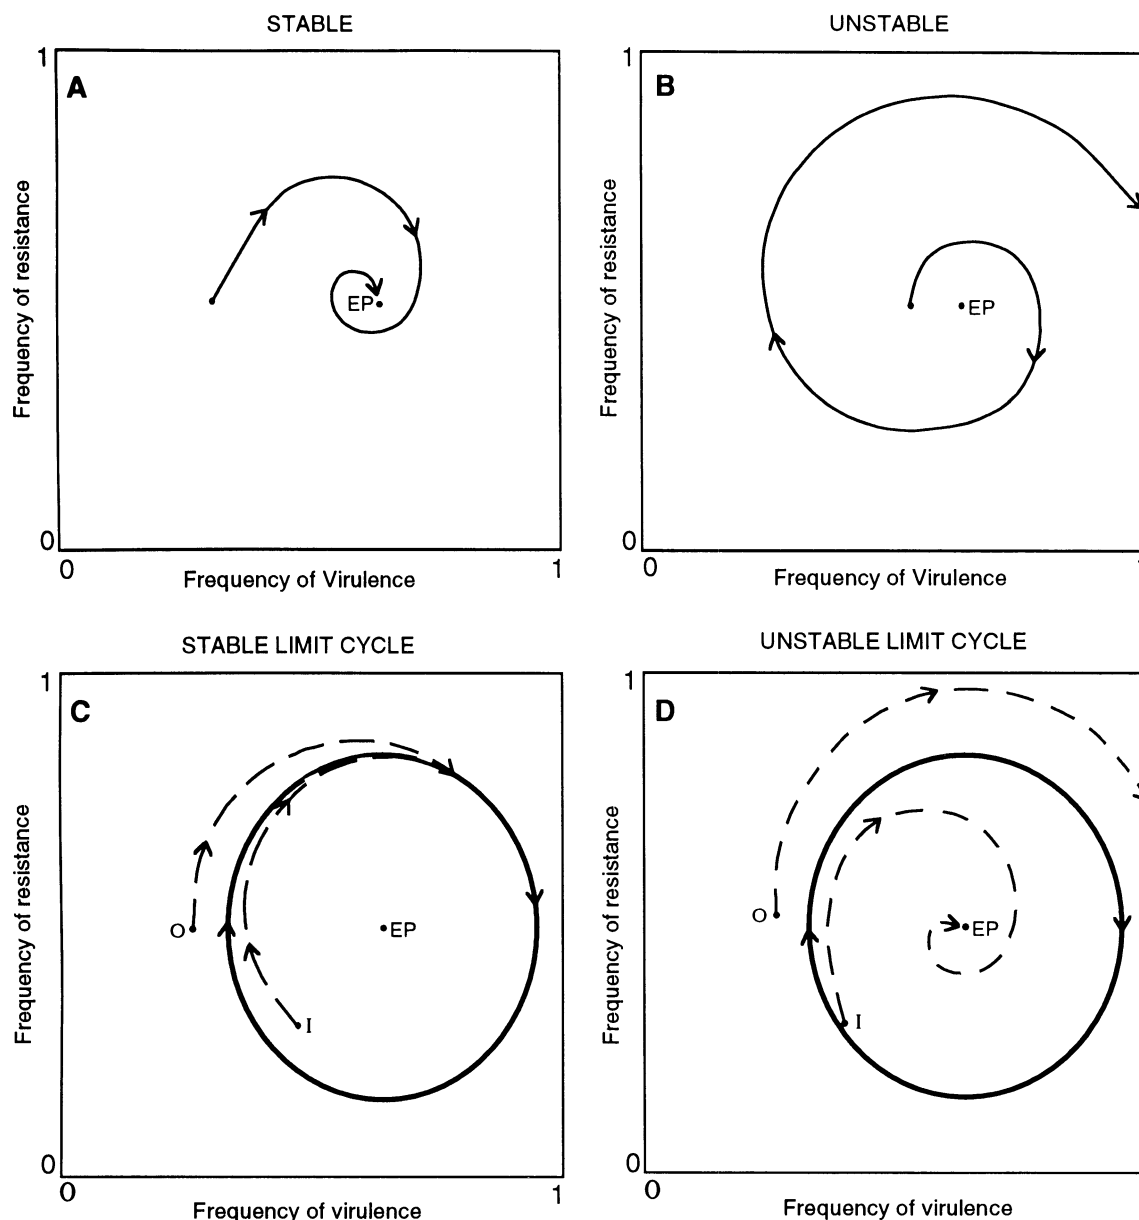 STABLE
UNSTABLE
1
A
EP
Frequency of resistance
0
0
1
Frequency of Virulence
1
B
EP
Frequency of resistance
0
0
Frequency of Virulence
STABLE LIMIT CYCLE
UNSTABLE LIMIT CYCLE
1
C
O
EP
I
Frequency of resistance
0
0
1
Frequency of virulence
1
D
O
EP
I
Frequency of resistance
0
0
Frequency of virulence